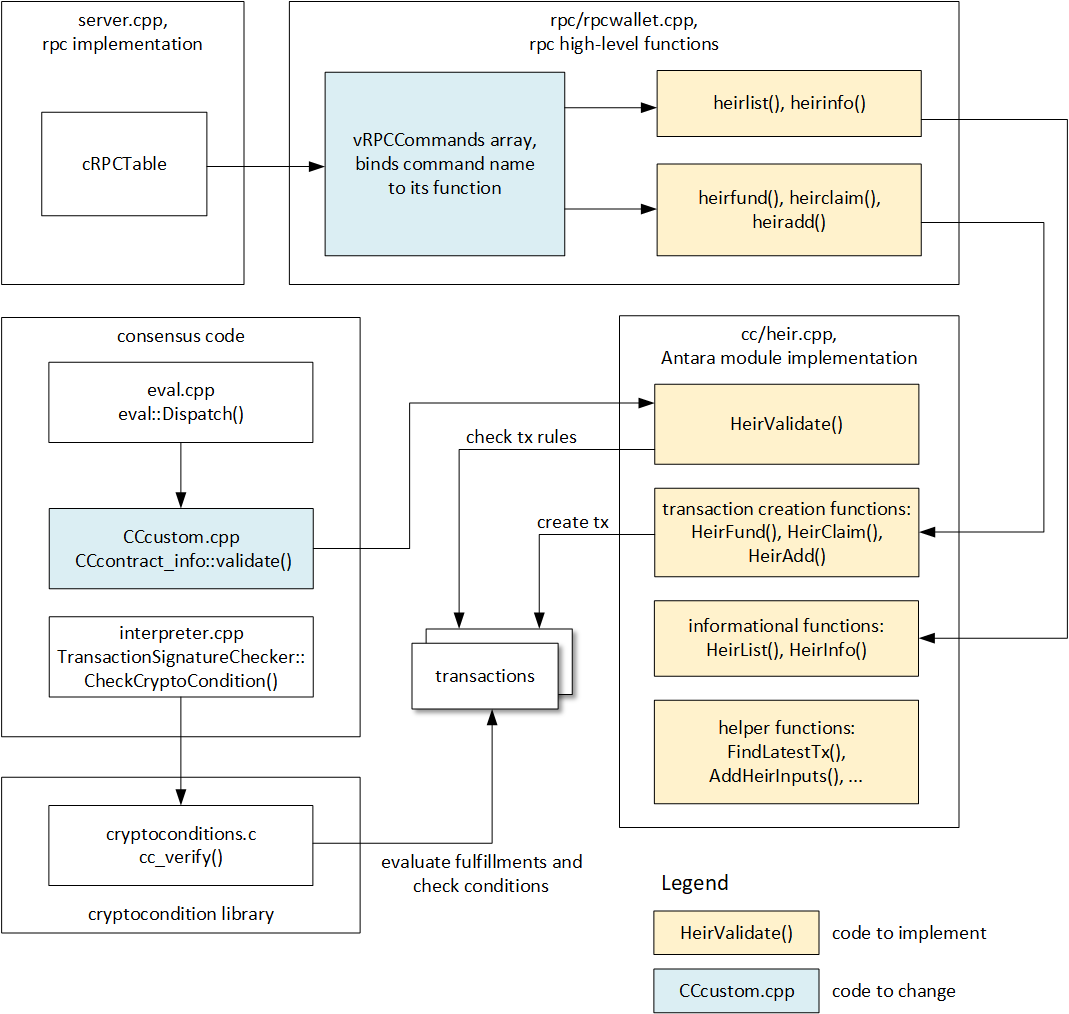 server.cpp,
rpc implementation
cRPCTable
rpc/rpcwallet.cpp,
rpc high-level functions
vRPCCommands array,
binds command name
to its function
heirlist(), heirinfo()
heirfund(), heirclaim(),
heiradd()
consensus code
eval.cpp
eval::Dispatch()
CCcustom.cpp
CCcontract_info::validate()
interpreter.cpp
TransactionSignatureChecker::
CheckCryptoCondition()
cryptoconditions.c
cc_verify()
cryptocondition library
check tx rules
create tx
transactions
evaluate fulfillments and
check conditions
cc/heir.cpp,
Antara module implementation
HeirValidate()
transaction creation functions:
HeirFund(), HeirClaim(),
HeirAdd()
informational functions:
HeirList(), HeirInfo()
helper functions:
FindLatestTx(),
AddHeirInputs(), ...
Legend
HeirValidate()
code to implement
CCcustom.cpp
code to change